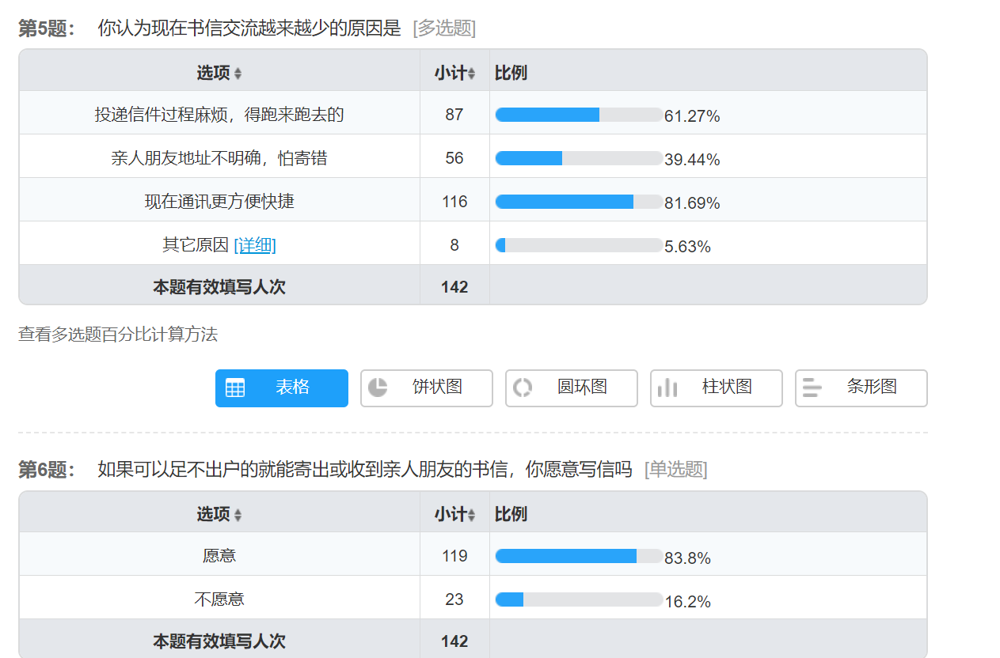 第5题： 你认为现在书信交流越来越少的原因是 [多选题]
选项 小计 比例
投递信件过程麻烦，得跑来跑去的 87 61.27%
亲人朋友地址不明确，怕寄错 56 39.44%
现在通讯更方便快捷 116 81.69%
其它原因 [详细] 8 5.63%
本题有效填写人次 142
查看多选题百分比计算方法
表格 饼状图 圆环图 柱状图 条形图
第6题： 如果可以足不出户的就能寄出或收到亲人朋友的书信，你愿意写信吗 [单选题]
选项 小计 比例
愿意 119 83.8%
不愿意 23 16.2%
本题有效填写人次 142